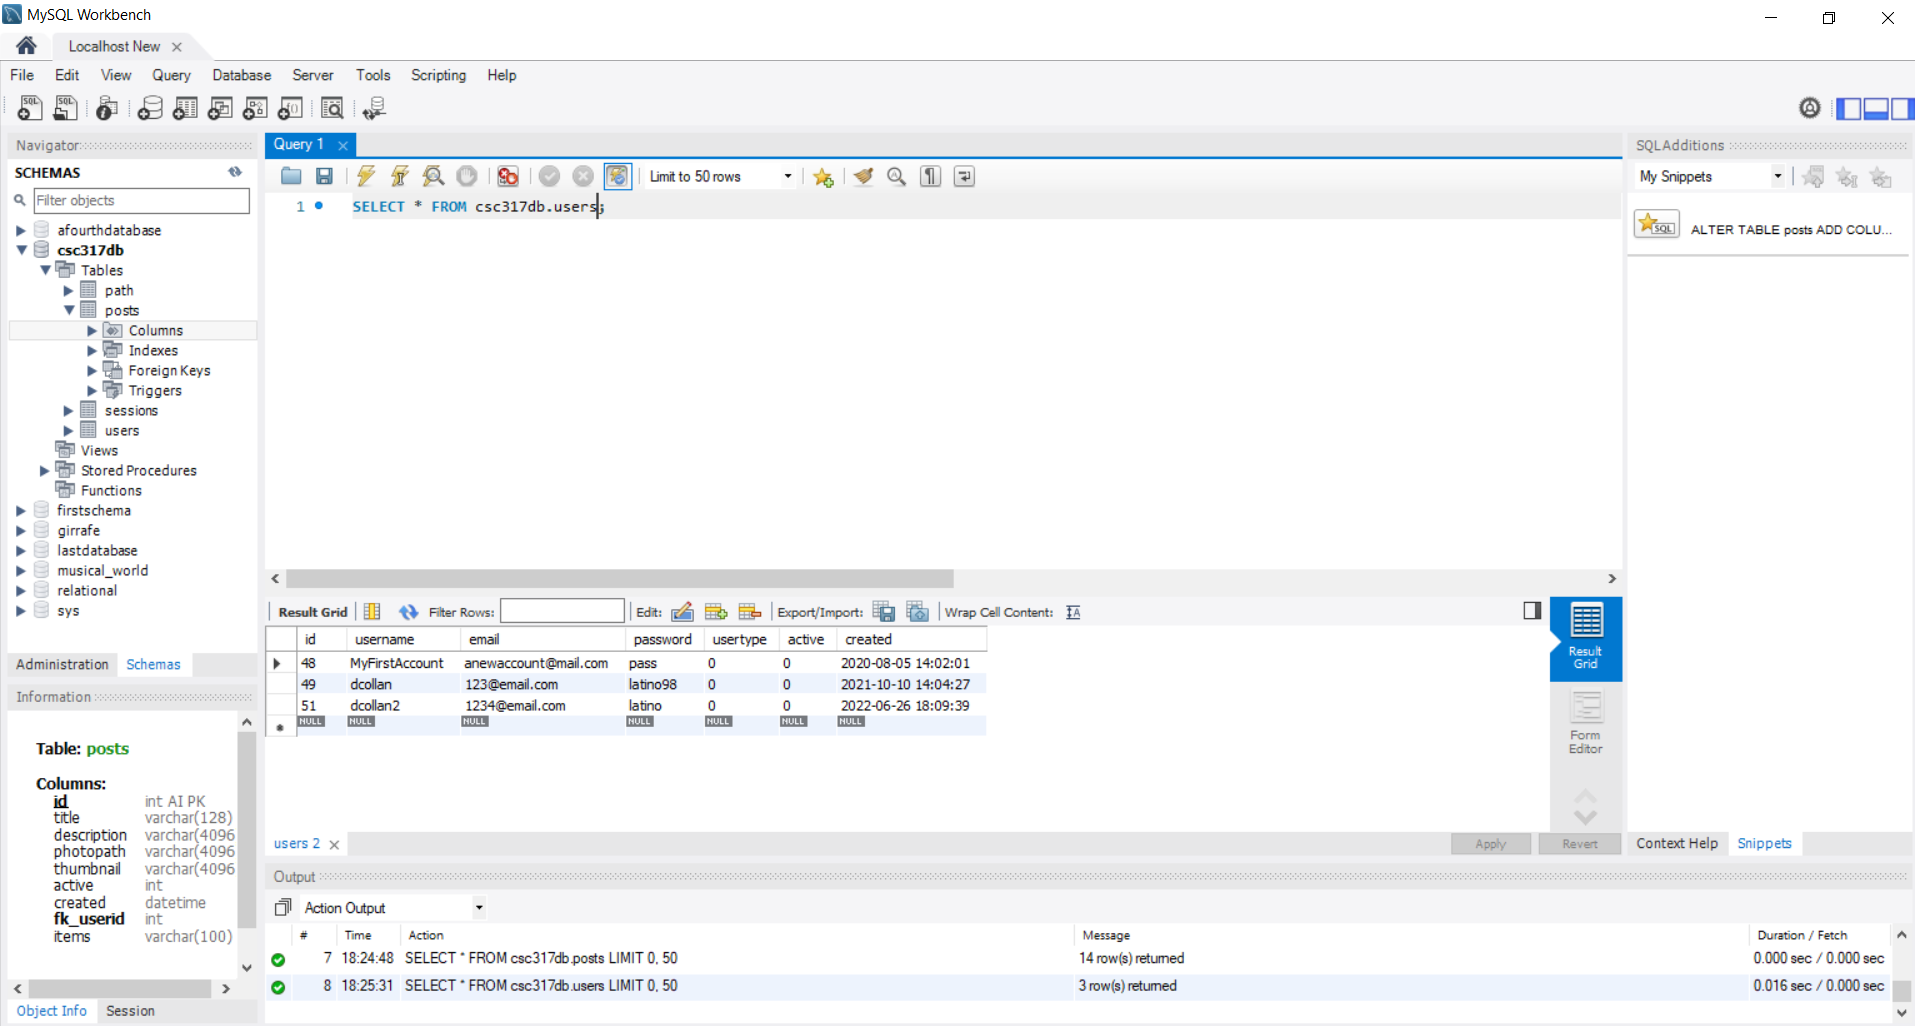 MySQL Workbench
Localhost New
File Edit View Query Database Server Tools Scripting Help
Navigator
SCHEMAS
Filter objects
afourthdatabase
csc317db
Tables
path
posts
Columns
Indexes
Foreign Keys
Triggers
sessions
users
Views
Stored Procedures
Functions
firstschema
girrafe
lastdatabase
musical_world
relational
sys
Administration Schemas
Information
Table: posts
Columns:
id int AI PK
title varchar(128)
description varchar(4096
photopath varchar(4096
thumbnail varchar(4096
active int
created datetime
fk_userid int
items varchar(100)
Object Info Session
Query 1
Limit to 50 rows
1 SELECT * FROM csc317db.users;
Result Grid Filter Rows: Edit: Export/Import: Wrap Cell Content:
id username email password usertype active created
48 MyFirstAccount anewaccount@mail.com pass 0 0 2020-08-05 14:02:01
49 dcollan 123@email.com latino98 0 0 2021-10-10 14:04:27
51 dcollan2 1234@email.com latino 0 0 2022-06-26 18:09:39
NULL NULL NULL NULL NULL NULL NULL
Result
Grid
Form
Editor
users 2
Apply Revert
Output
Action Output
# Time Action Message Duration / Fetch
7 18:24:48 SELECT * FROM csc317db.posts LIMIT 0, 50 14 row(s) returned 0.000 sec / 0.000 sec
8 18:25:31 SELECT * FROM csc317db.users LIMIT 0, 50 3 row(s) returned 0.016 sec / 0.000 sec
SQLAdditions
My Snippets
SQL
ALTER TABLE posts ADD COLU...
Context Help Snippets